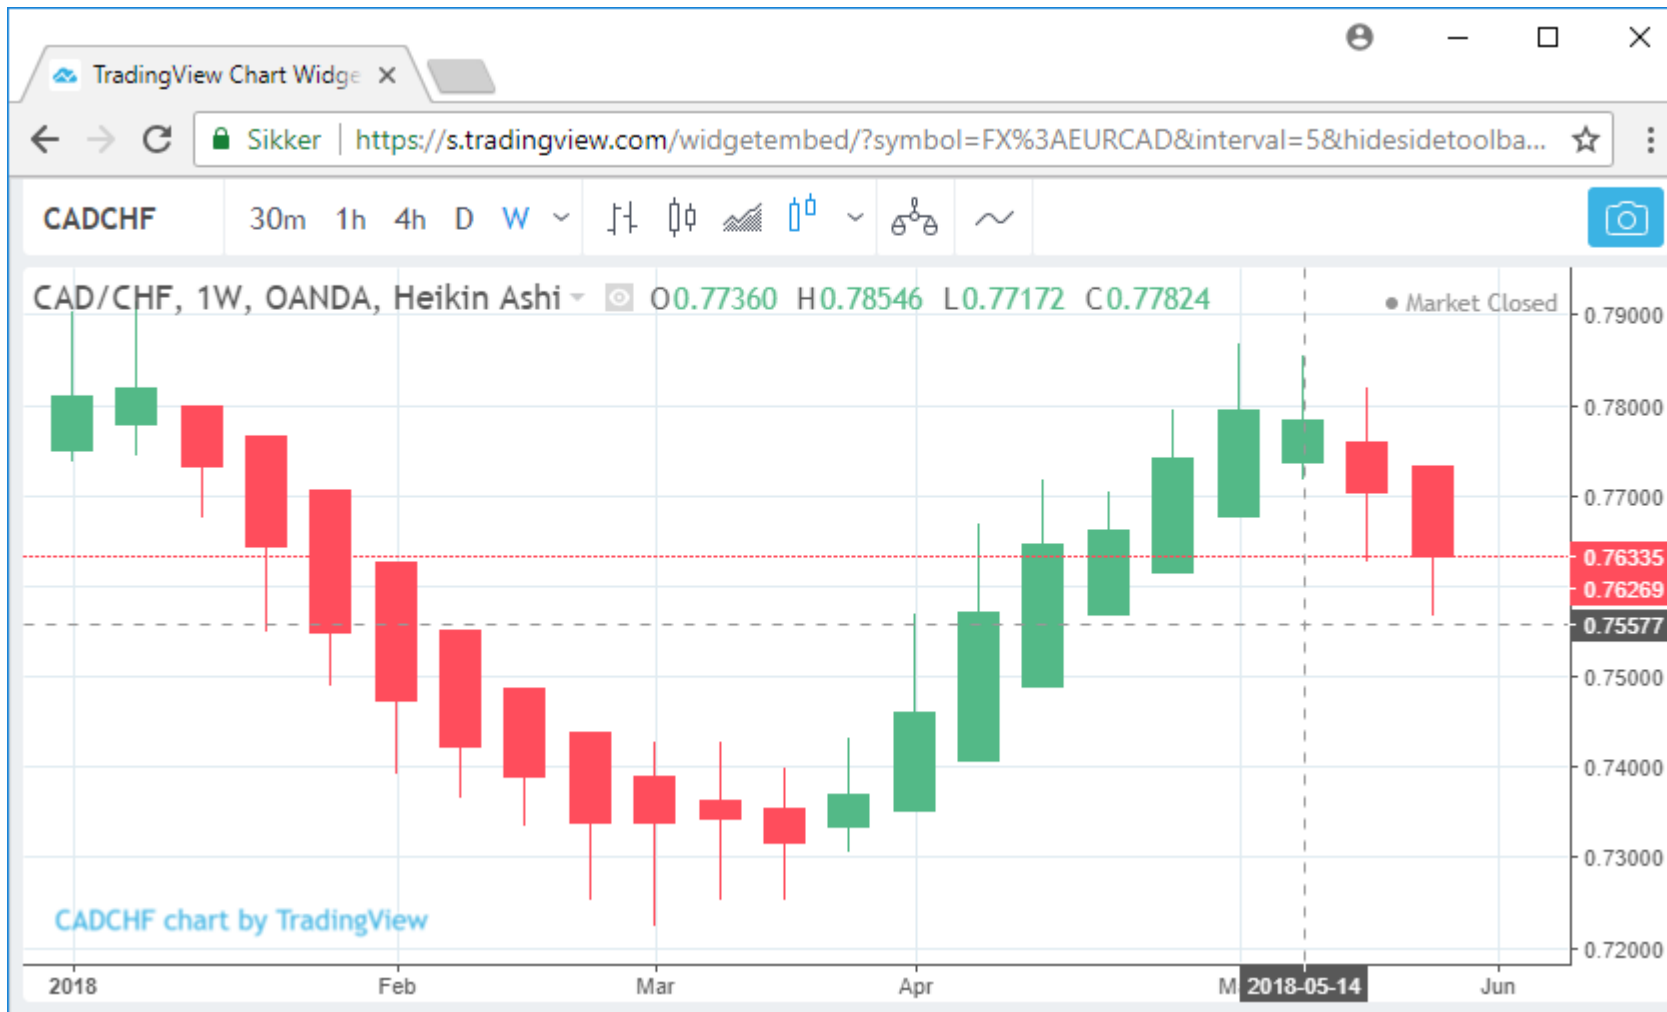 TradingView Chart Widge
Sikker https://s.tradingview.com/widgetembed/?symbol=FX%3AEURCAD&interval=5&hidesidetoolba...
CADCHF 30m 1h 4h D W
CAD/CHF, 1W, OANDA, Heikin Ashi O0.77360 H0.78546 L0.77172 C0.77824
Market Closed
0.79000
0.78000
0.77000
0.76335
0.76269
0.75577
0.75000
0.74000
0.73000
0.72000
CADCHF chart by TradingView
2018 Feb Mar Apr M 2018-05-14 Jun